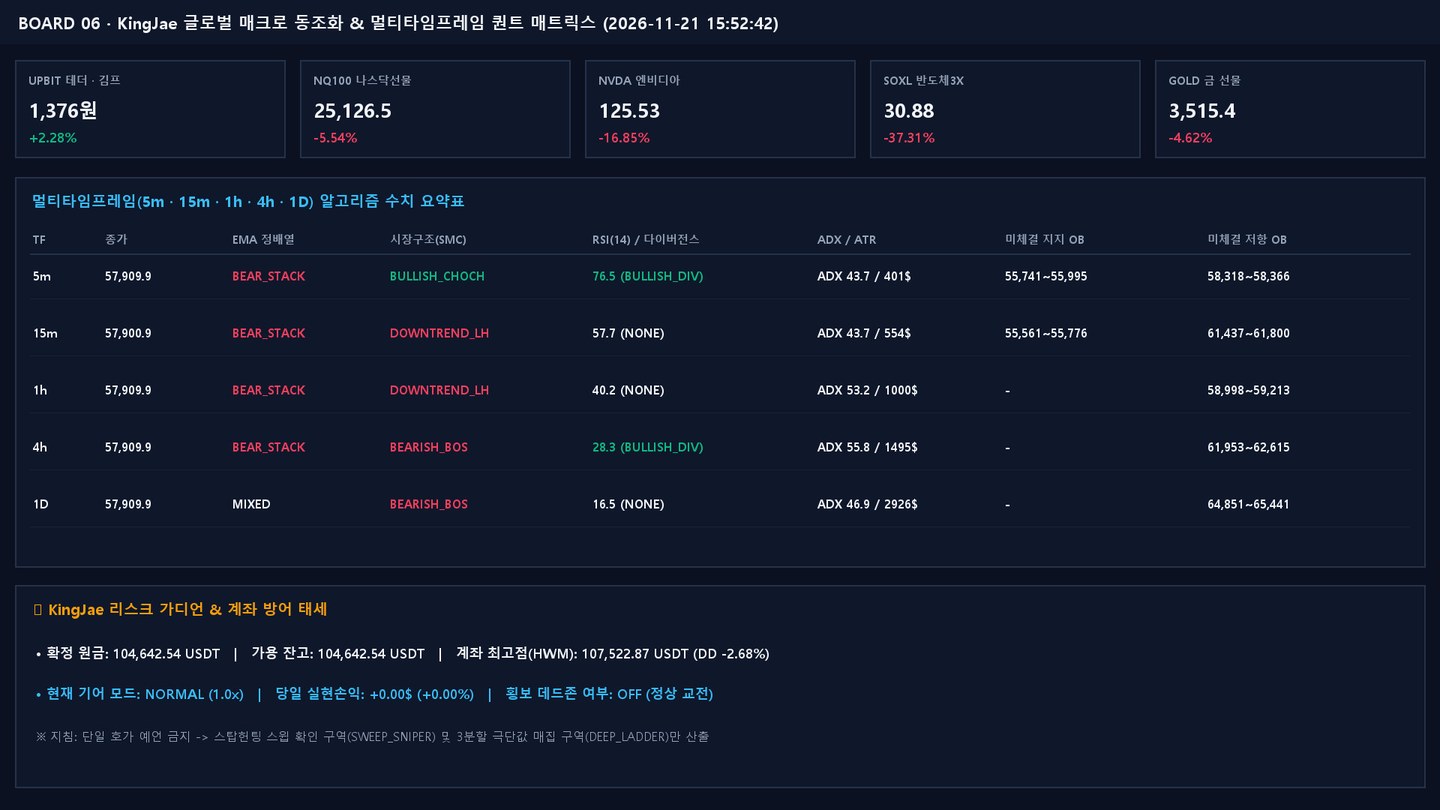 BOARD 06 · KingJae 글로벌 매크로 동조화 & 멀티타임프레임 퀀트 매트릭스 (2026-11-21 15:52:42)
UPBIT 테더 · 김프
1,376원
+2.28%
NQ100 나스닥선물
25,126.5
-5.54%
NVDA 엔비디아
125.53
-16.85%
SOXL 반도체3X
30.88
-37.31%
GOLD 금 선물
3,515.4
-4.62%
멀티타임프레임(5m · 15m · 1h · 4h · 1D) 알고리즘 수치 요약표
TF 종가 EMA 정배열 시장구조(SMC) RSI(14) / 다이버전스 ADX / ATR 미체결 지지 OB 미체결 저항 OB
5m 57,909.9 BEAR_STACK BULLISH_CHOCH 76.5 (BULLISH_DIV) ADX 43.7 / 401$ 55,741~55,995 58,318~58,366
15m 57,900.9 BEAR_STACK DOWNTREND_LH 57.7 (NONE) ADX 43.7 / 554$ 55,561~55,776 61,437~61,800
1h 57,909.9 BEAR_STACK DOWNTREND_LH 40.2 (NONE) ADX 53.2 / 1000$ - 58,998~59,213
4h 57,909.9 BEAR_STACK BEARISH_BOS 28.3 (BULLISH_DIV) ADX 55.8 / 1495$ - 61,953~62,615
1D 57,909.9 MIXED BEARISH_BOS 16.5 (NONE) ADX 46.9 / 2926$ - 64,851~65,441
KingJae 리스크 가디언 & 계좌 방어 태세
• 확정 원금: 104,642.54 USDT | 가용 잔고: 104,642.54 USDT | 계좌 최고점(HWM): 107,522.87 USDT (DD -2.68%)
• 현재 기어 모드: NORMAL (1.0x) | 당일 실현손익: +0.00$ (+0.00%) | 횡보 데드존 여부: OFF (정상 교전)
※ 지침: 단일 호가 예언 금지 -> 스탑헌팅 스윕 확인 구역(SWEEP_SNIPER) 및 3분할 극단값 매집 구역(DEEP_LADDER)만 산출